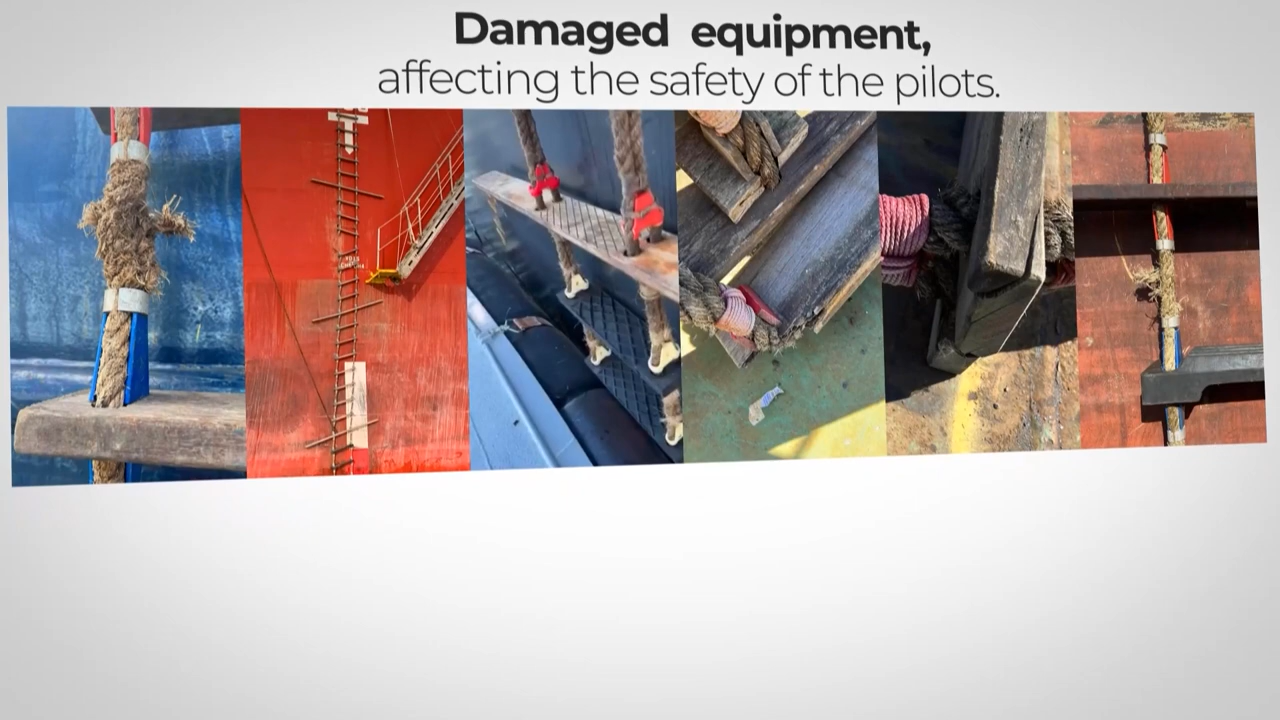 Damaged equipment,
affecting the safety of the pilots.